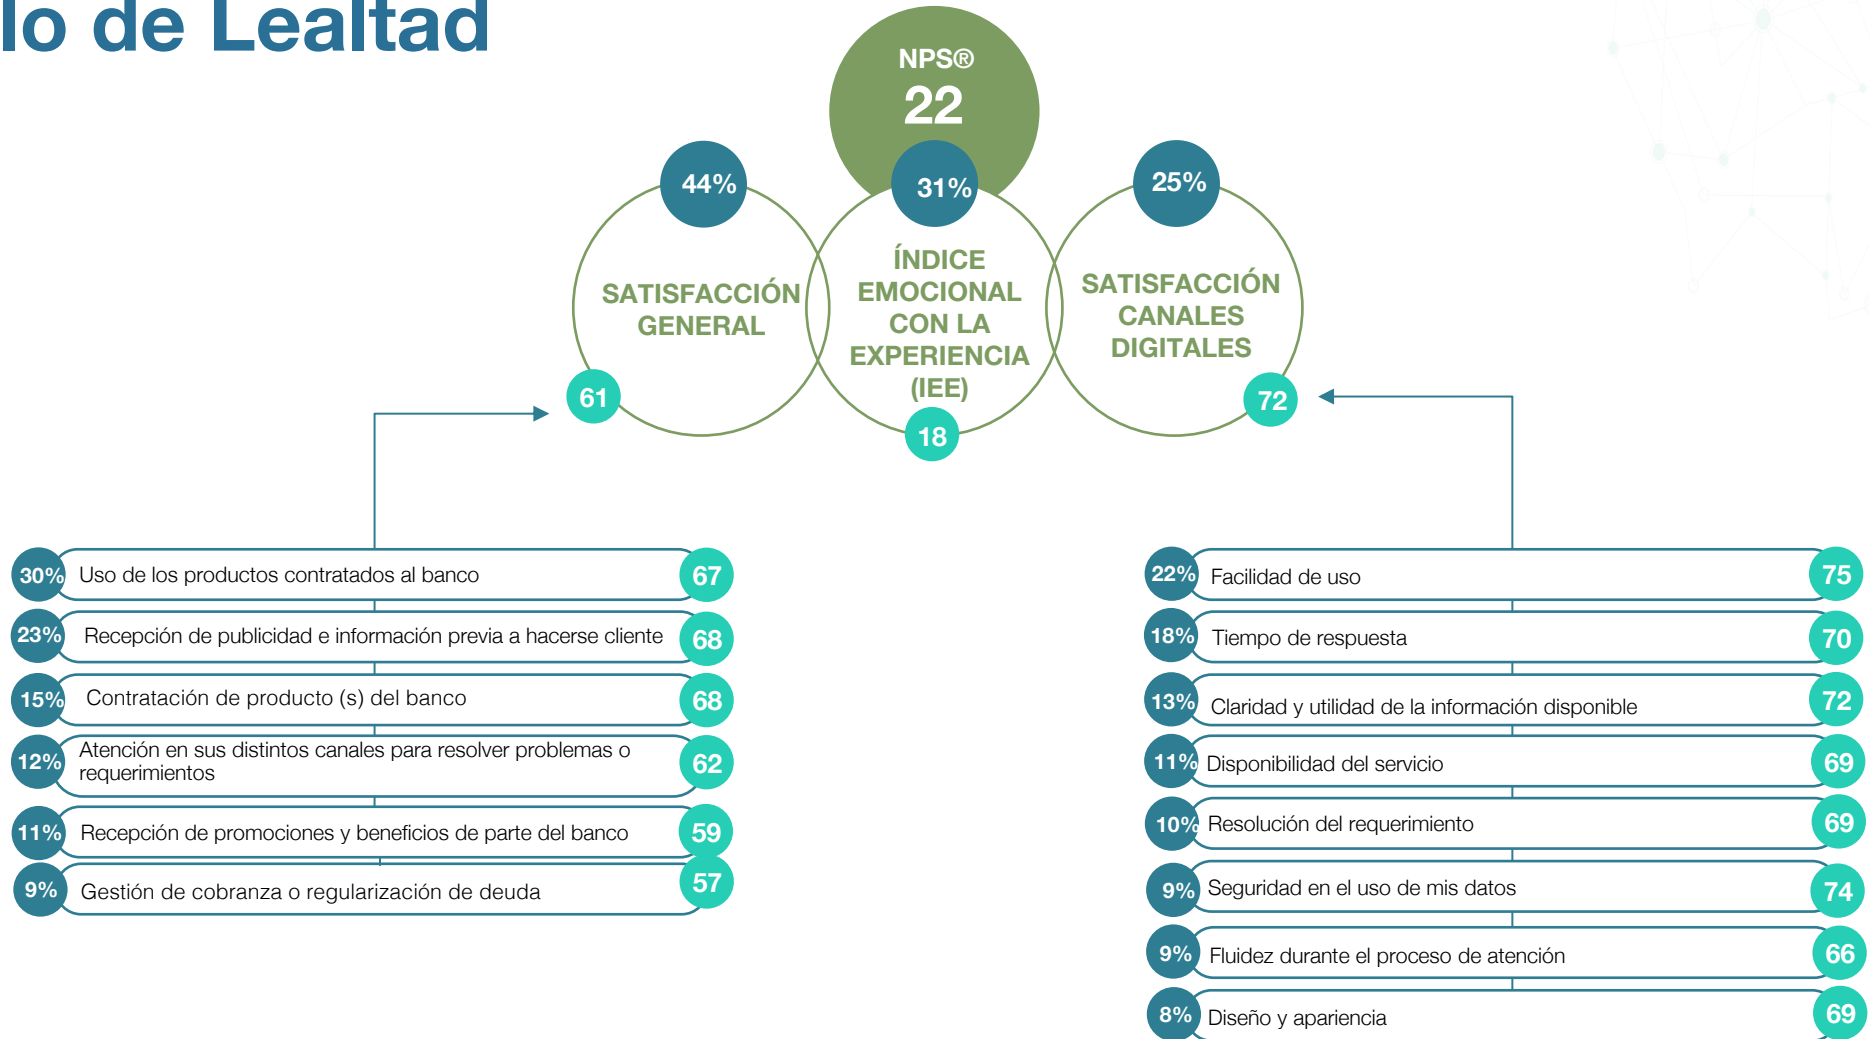 lo de Lealtad
NPS®
22
44%
31%
25%
SATISFACCIÓN
GENERAL
ÍNDICE
EMOCIONAL
CON LA
EXPERIENCIA
(IEE)
SATISFACCIÓN
CANALES
DIGITALES
61
18
72
30% Uso de los productos contratados al banco 67
23% Recepción de publicidad e información previa a hacerse cliente 68
15% Contratación de producto (s) del banco 68
12% Atención en sus distintos canales para resolver problemas o
requerimientos 62
11% Recepción de promociones y beneficios de parte del banco 59
9% Gestión de cobranza o regularización de deuda 57
22% Facilidad de uso 75
18% Tiempo de respuesta 70
13% Claridad y utilidad de la información disponible 72
11% Disponibilidad del servicio 69
10% Resolución del requerimiento 69
9% Seguridad en el uso de mis datos 74
9% Fluidez durante el proceso de atención 66
8% Diseño y apariencia 69